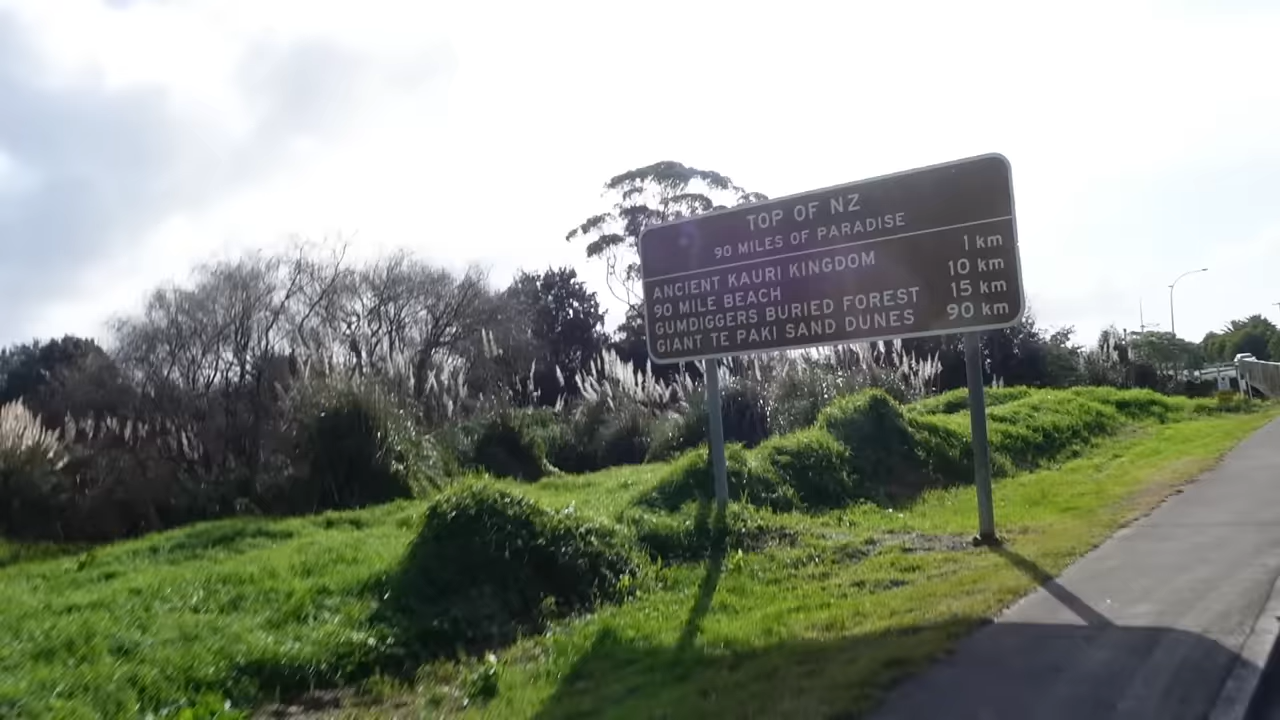 TOP OF NZ
90 MILES OF PARADISE
ANCIENT KAURI KINGDOM 1 km
90 MILE BEACH 10 km
GUMDIGGERS BURIED FOREST 15 km
GIANT TE PAKI SAND DUNES 90 km